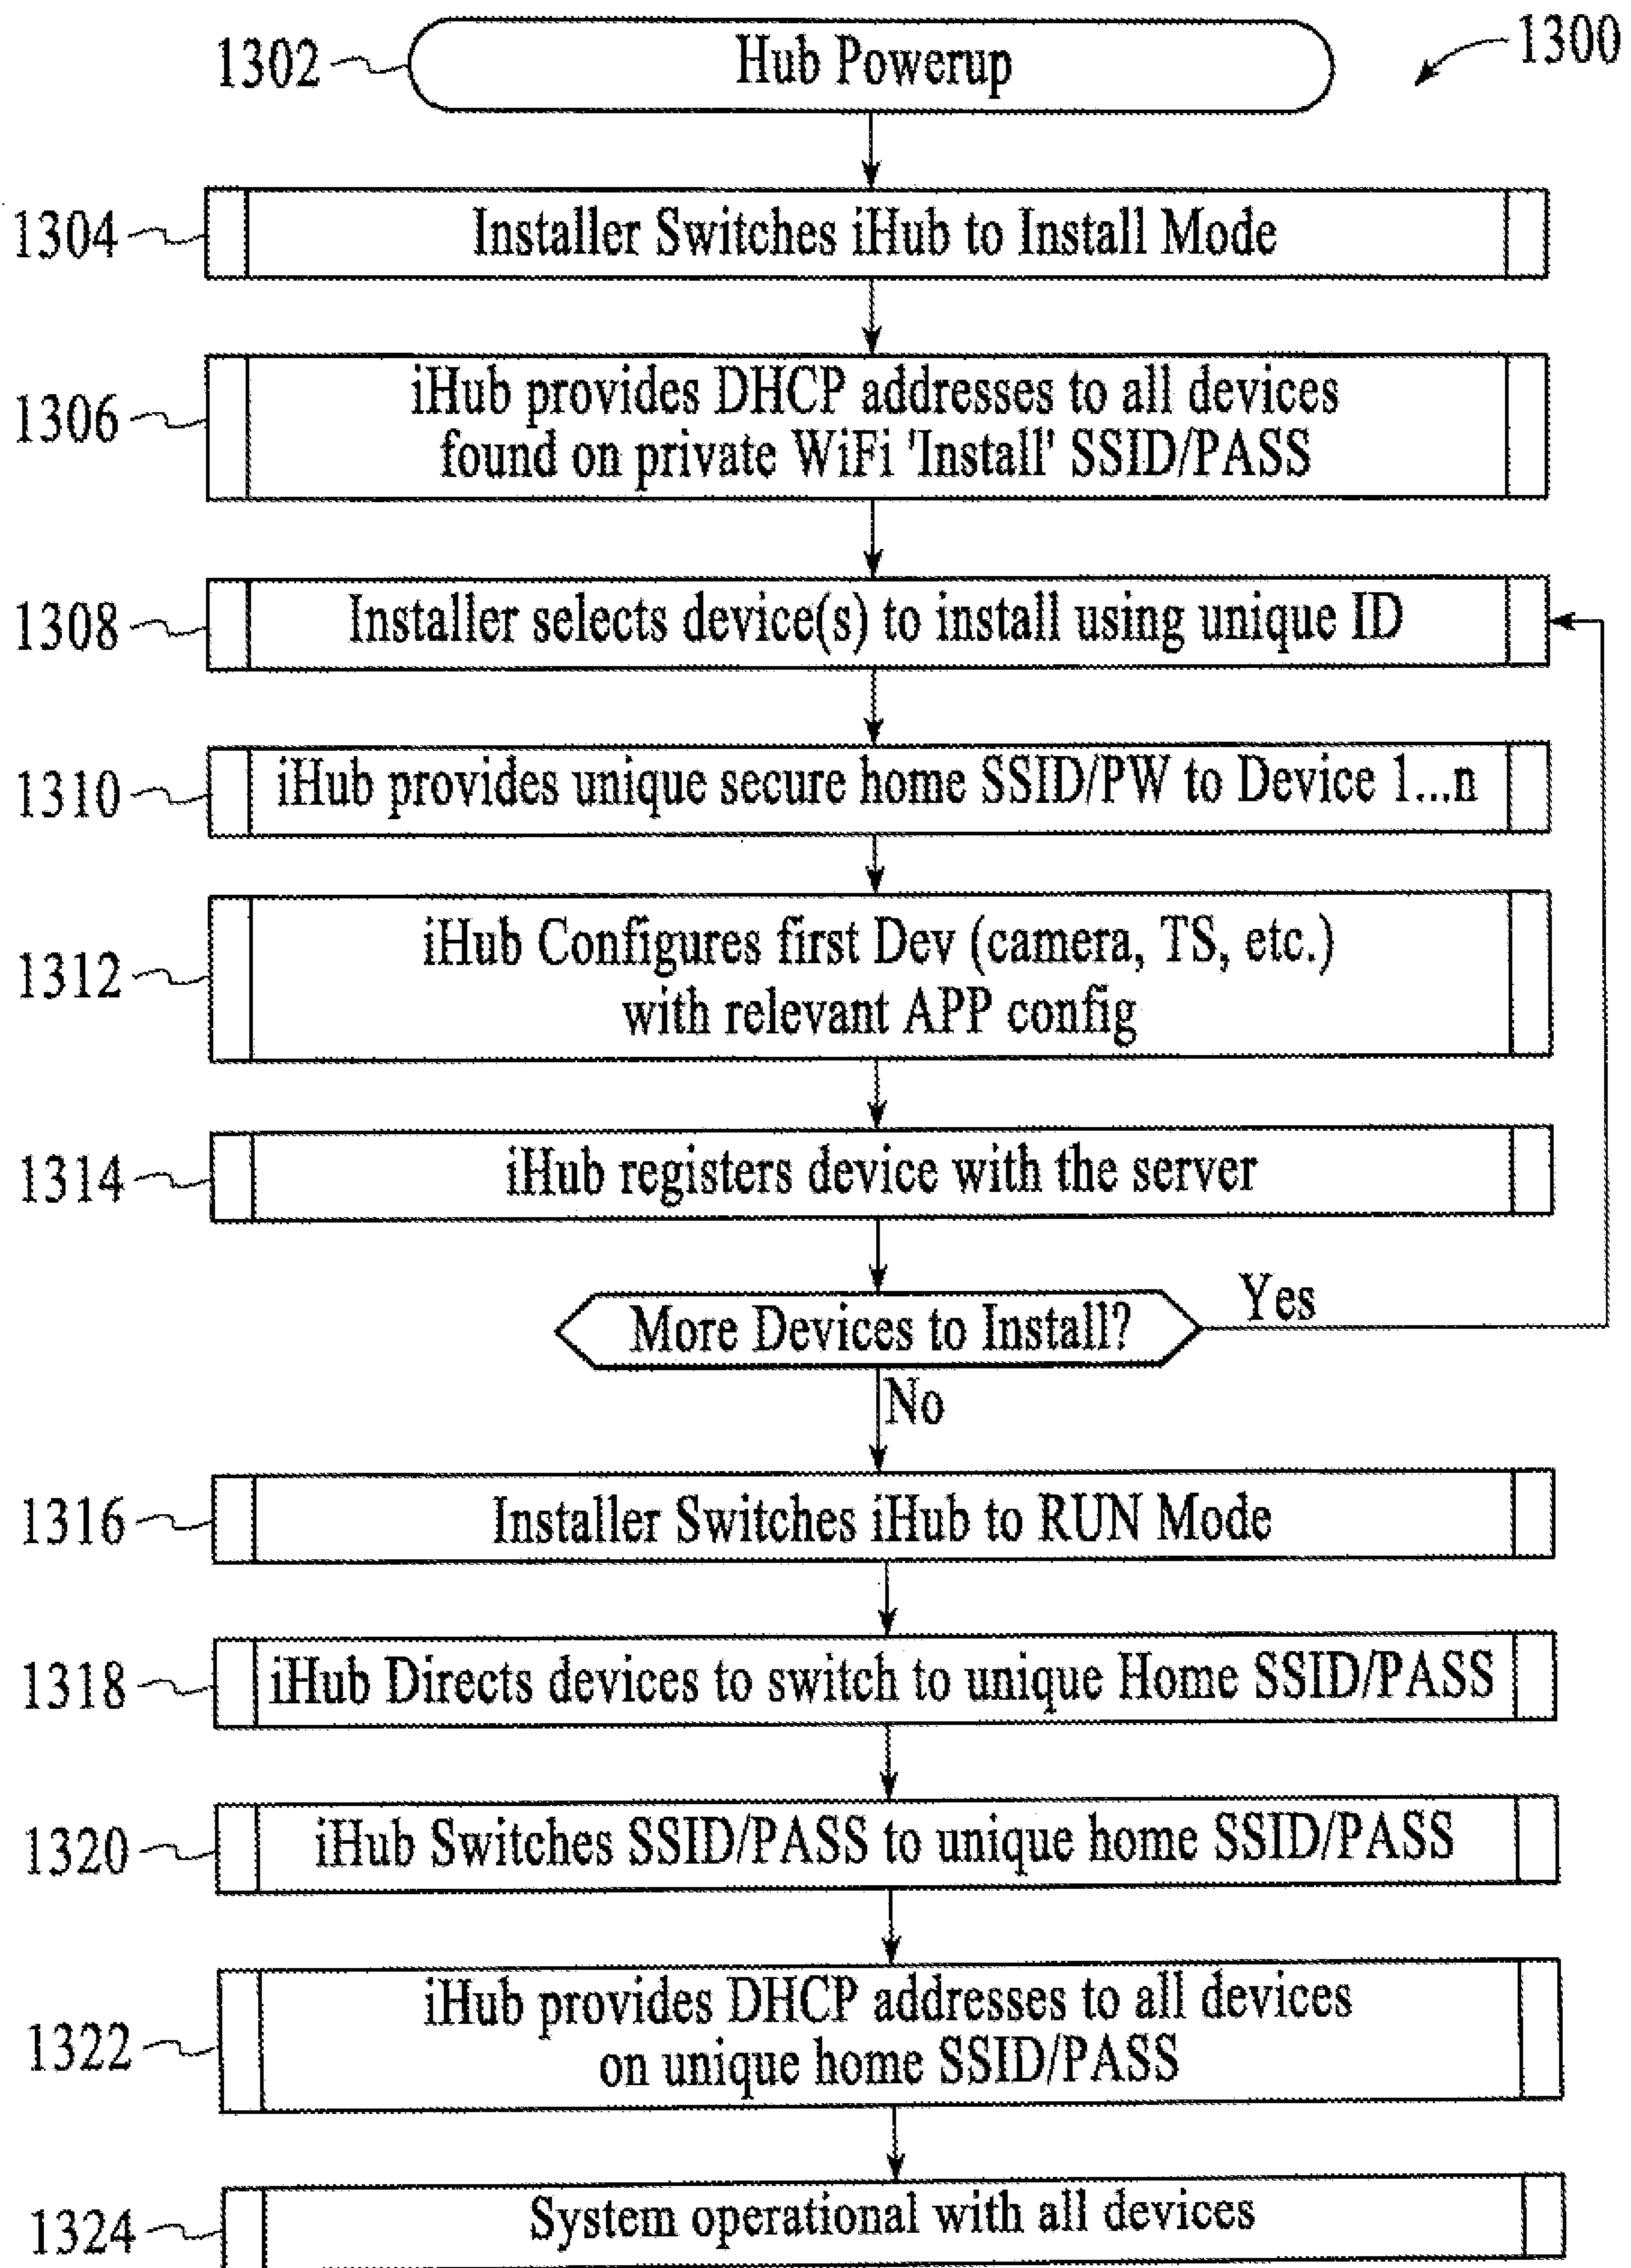 1300
1302
Hub Powerup
1304
Installer Switches iHub to Install Mode
1306
iHub provides DHCP addresses to all devices
found on private WiFi 'Install' SSID/PASS
1308
Installer selects device(s) to install using unique ID
1310
iHub provides unique secure home SSID/PW to Device 1...n
1312
iHub Configures first Dev (camera, TS, etc.)
with relevant APP config
1314
iHub registers device with the server
More Devices to Install?
Yes
No
1316
Installer Switches iHub to RUN Mode
1318
iHub Directs devices to switch to unique Home SSID/PASS
1320
iHub Switches SSID/PASS to unique home SSID/PASS
1322
iHub provides DHCP addresses to all devices
on unique home SSID/PASS
1324
System operational with all devices